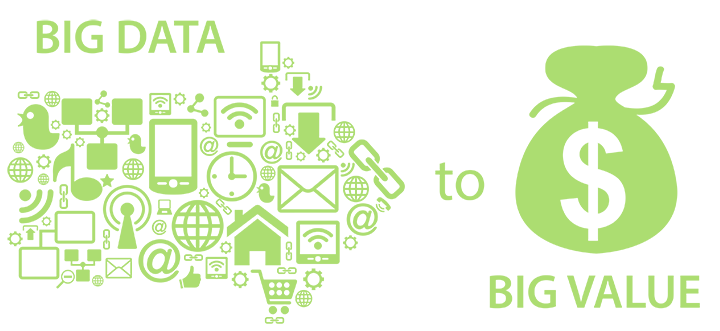 BIG DATA
to
$
BIG VALUE